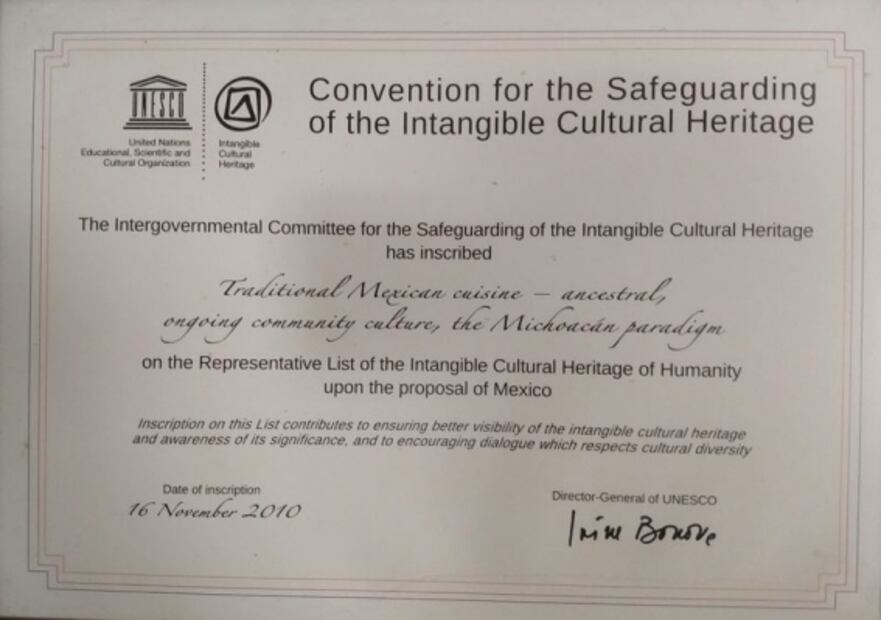 UNESCO
United Nations
Educational, Scientific and
Cultural Organization
Intangible
Cultural
Heritage
Convention for the Safeguarding
of the Intangible Cultural Heritage
The Intergovernmental Committee for the Safeguarding of the Intangible Cultural Heritage
has inscribed
Traditional Mexican cuisine – ancestral,
ongoing community culture, the Michoacán paradigm
on the Representative List of the Intangible Cultural Heritage of Humanity
upon the proposal of Mexico
Inscription on this List contributes to ensuring better visibility of the intangible cultural heritage
and awareness of its significance, and to encouraging dialogue which respects cultural diversity
Date of inscription
16 November 2010
Director-General of UNESCO